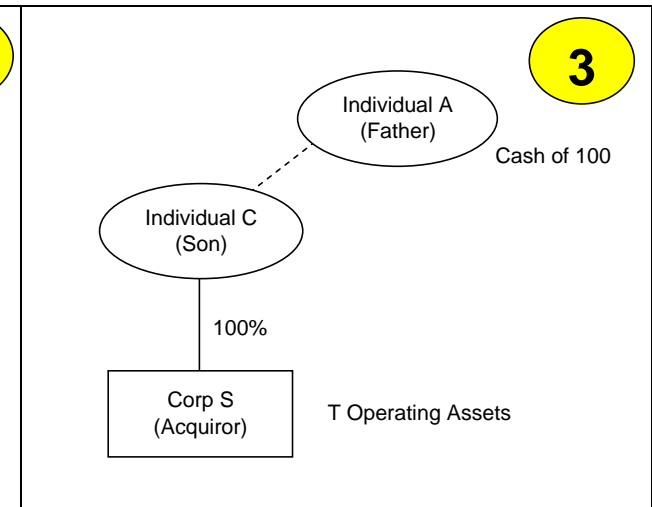 3
Individual A
(Father)
Cash of 100
Individual C
(Son)
100%
Corp S
(Acquiror)
T Operating Assets